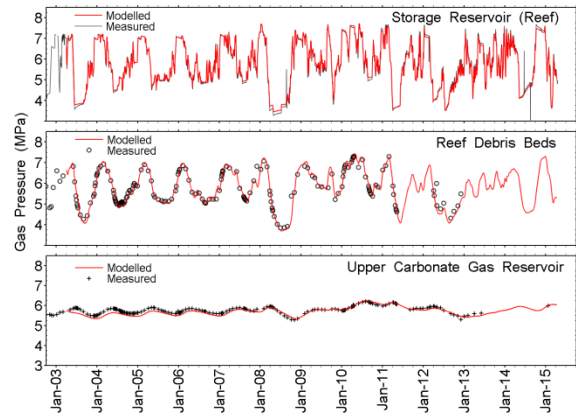 Storage Reservoir (Reef)
Modelled
Measured
8
7
6
5
4
3
Reef Debris Beds
Modelled
Measured
8
7
6
5
4
Gas Pressure (MPa)
Upper Carbonate Gas Reservoir
Modelled
Measured
8
7
6
5
4
3
Jan-03
Jan-04
Jan-05
Jan-06
Jan-07
Jan-08
Jan-09
Jan-10
Jan-11
Jan-12
Jan-13
Jan-14
Jan-15